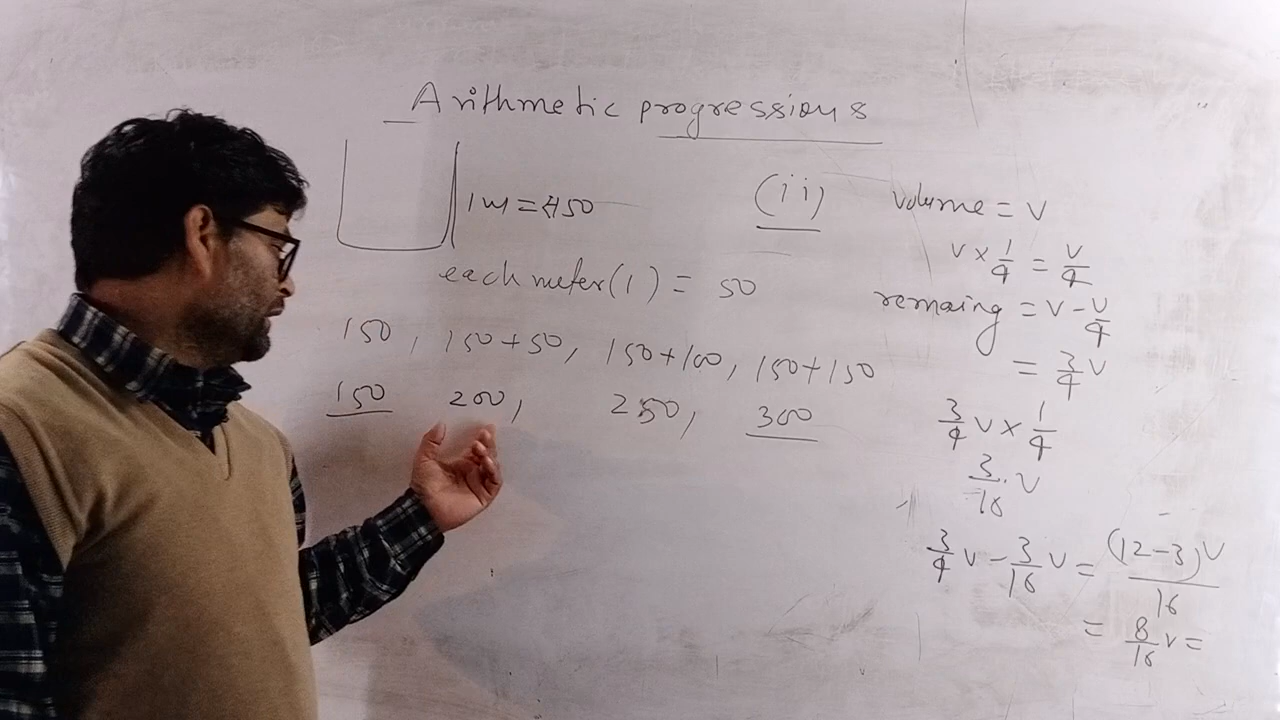 Arithmetic progressions
1m = 150
each meter(1) = 50
150, 150+50, 150+100, 150+150
150 200, 250, 300
(ii)
Volume = V
V × 1/4 = V/4
remaing = V - V/4
= 3/4 V
3/4 V × 1/4
3/16 . V
3/4 V - 3/16 V = (12-3)V/16
= 8/16 V =